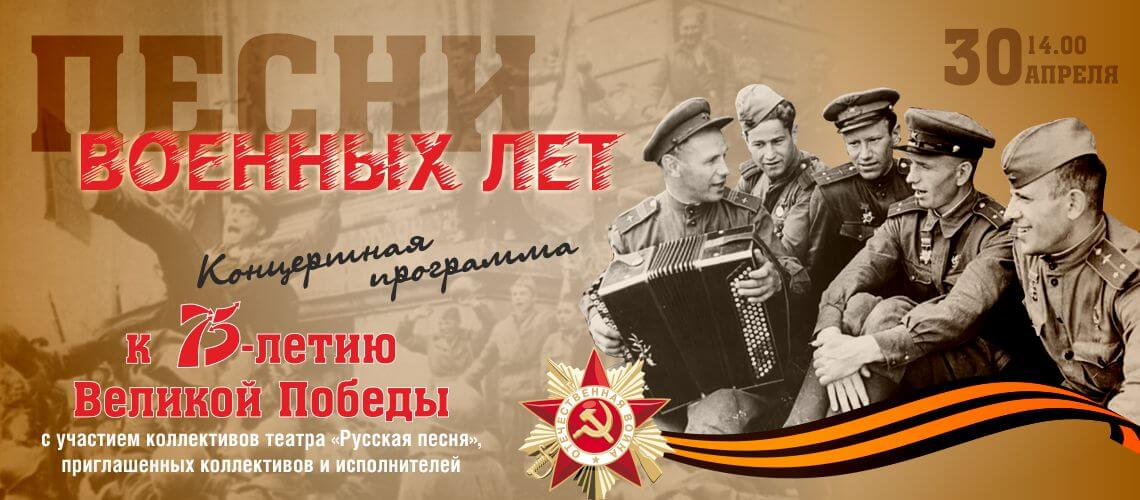 ПЕСНИ
ВОЕННЫХ ЛЕТ
30
14.00
АПРЕЛЯ
Концертная
программа
к 75-летию
Великой Победы
с участием коллективов театра «Русская песня»,
приглашенных коллективов и исполнителей
ОТЕЧЕСТВЕННАЯ ВОЙНА